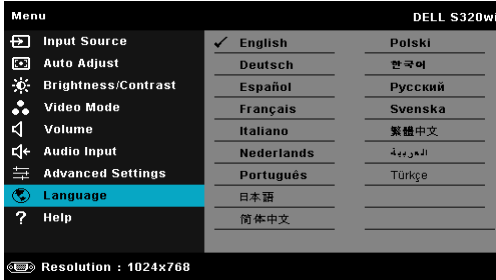 Menu DELL S320wi
Input Source
Auto Adjust
Brightness/Contrast
Video Mode
Volume
Audio Input
Advanced Settings
Language
Help
English
Deutsch
Español
Français
Italiano
Nederlands
Português
日本語
简体中文
Polski
한국어
Русский
Svenska
繁體中文
العربية
Türkçe
Resolution : 1024x768